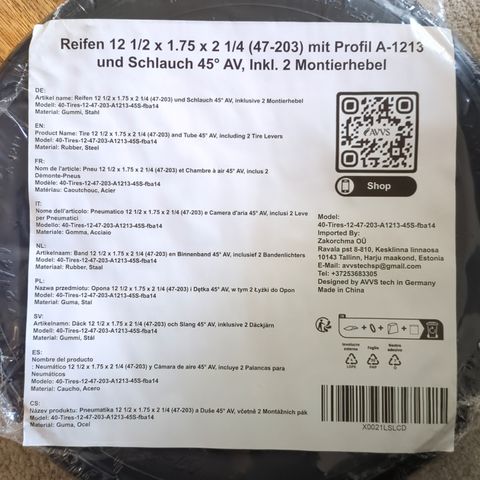 Reifen 12 1/2 x 1.75 x 2 1/4 (47-203) mit Profil A-1213
und Schlauch 45° AV, Inkl. 2 Montierhebel
DE:
Artikel name: Reifen 12 1/2 x 1.75 x 2 1/4 (47-203) und Schlauch 45° AV, inklusive 2 Montierhebel
Modell: 40-Tires-12-47-203-A1213-45S-fba14
Material: Gummi, Stahl
EN:
Product Name: Tire 12 1/2 x 1.75 x 2 1/4 (47-203) and Tube 45° AV, including 2 Tire Levers
Model: 40-Tires-12-47-203-A1213-45S-fba14
Material: Rubber, Steel
FR:
Nom de l'article: Pneu 12 1/2 x 1.75 x 2 1/4 (47-203) et Chambre à air 45° AV, inclus 2
Démonte-Pneus
Modèle: 40-Tires-12-47-203-A1213-45S-fba14
Matériau: Caoutchouc, Acier
IT:
Nome dell'articolo: Pneumatico 12 1/2 x 1.75 x 2 1/4 (47-203) e Camera d'aria 45° AV, inclusi 2 Leve
per Pneumatici
Modello: 40-Tires-12-47-203-A1213-45S-fba14
Materiale: Gomma, Acciaio
NL:
Artikelnaam: Band 12 1/2 x 1.75 x 2 1/4 (47-203) en Binnenband 45° AV, inclusief 2 Bandenlichters
Model: 40-Tires-12-47-203-A1213-45S-fba14
Materiaal: Rubber, Staal
PL:
Nazwa przedmiotu: Opona 12 1/2 x 1.75 x 2 1/4 (47-203) i Dętka 45° AV, w tym 2 Łyżki do Opon
Model: 40-Tires-12-47-203-A1213-45S-fba14
Materiał: Guma, Stal
SV:
Artikelnamn: Däck 12 1/2 x 1.75 x 2 1/4 (47-203) och Slang 45° AV, inklusive 2 Däckjärn
Modell: 40-Tires-12-47-203-A1213-45S-fba14
Material: Gummi, Stål
ES:
Nombre del producto
: Neumático 12 1/2 x 1.75 x 2 1/4 (47-203) y Cámara de aire 45° AV, incluye 2 Palancas para
Neumáticos
Modelo: 40-Tires-12-47-203-A1213-45S-fba14
Material: Caucho, Acero
CS:
Název produktu: Pneumatika 12 1/2 x 1.75 x 2 1/4 (47-203) a Duše 45° AV, včetně 2 Montážních pák
Model: 40-Tires-12-47-203-A1213-45S-fba14
Materiál: Guma, Ocel
AVVS
Shop
Model:
40-Tires-12-47-203-A1213-45S-fba14
Imported By:
Zakorchma OÜ
Ravala pst 8-810, Kesklinna linnaosa
10143 Tallinn, Harju maakond, Estonia
E-Mail: avvstechsp@gmail.com
Tel: +37253683305
Designed by AVVS tech in Germany
Made in China
LDPE
PAP
X0021LSLCD